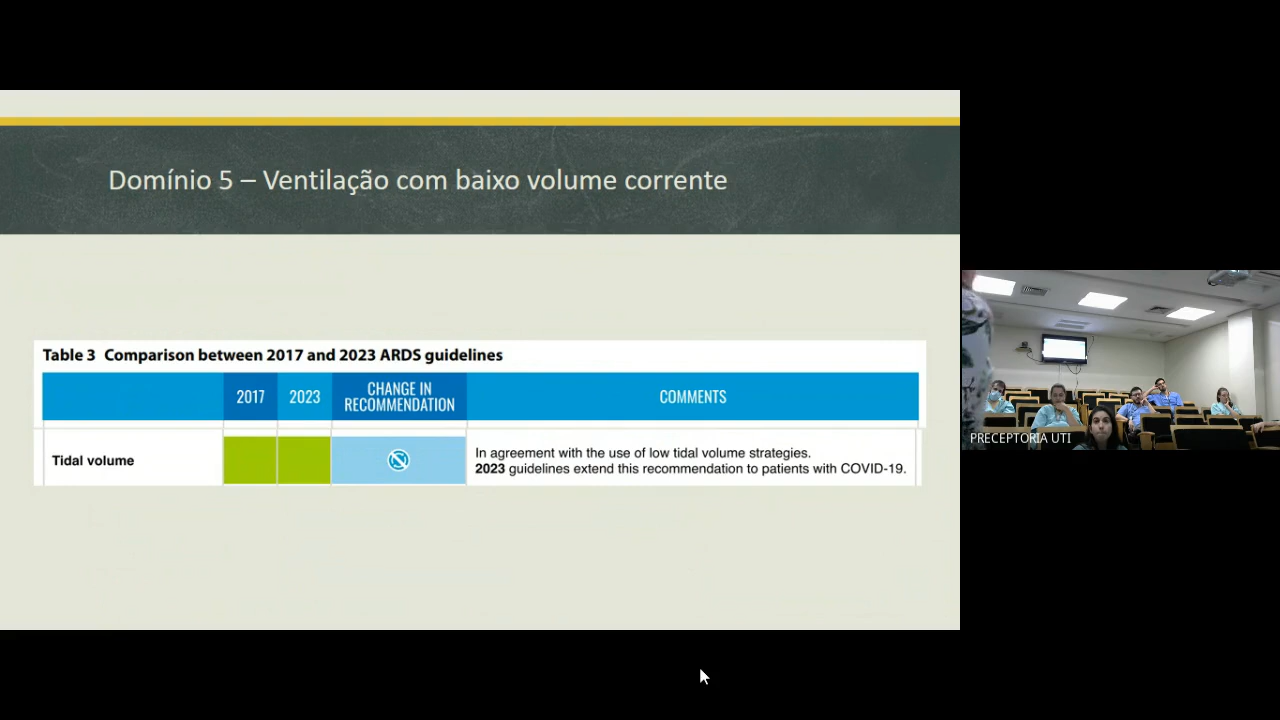 Domínio 5 – Ventilação com baixo volume corrente
Table 3 Comparison between 2017 and 2023 ARDS guidelines
2017
2023
CHANGE IN
RECOMMENDATION
COMMENTS
Tidal volume
In agreement with the use of low tidal volume strategies.
2023 guidelines extend this recommendation to patients with COVID-19.
PRECEPTORIA UTI